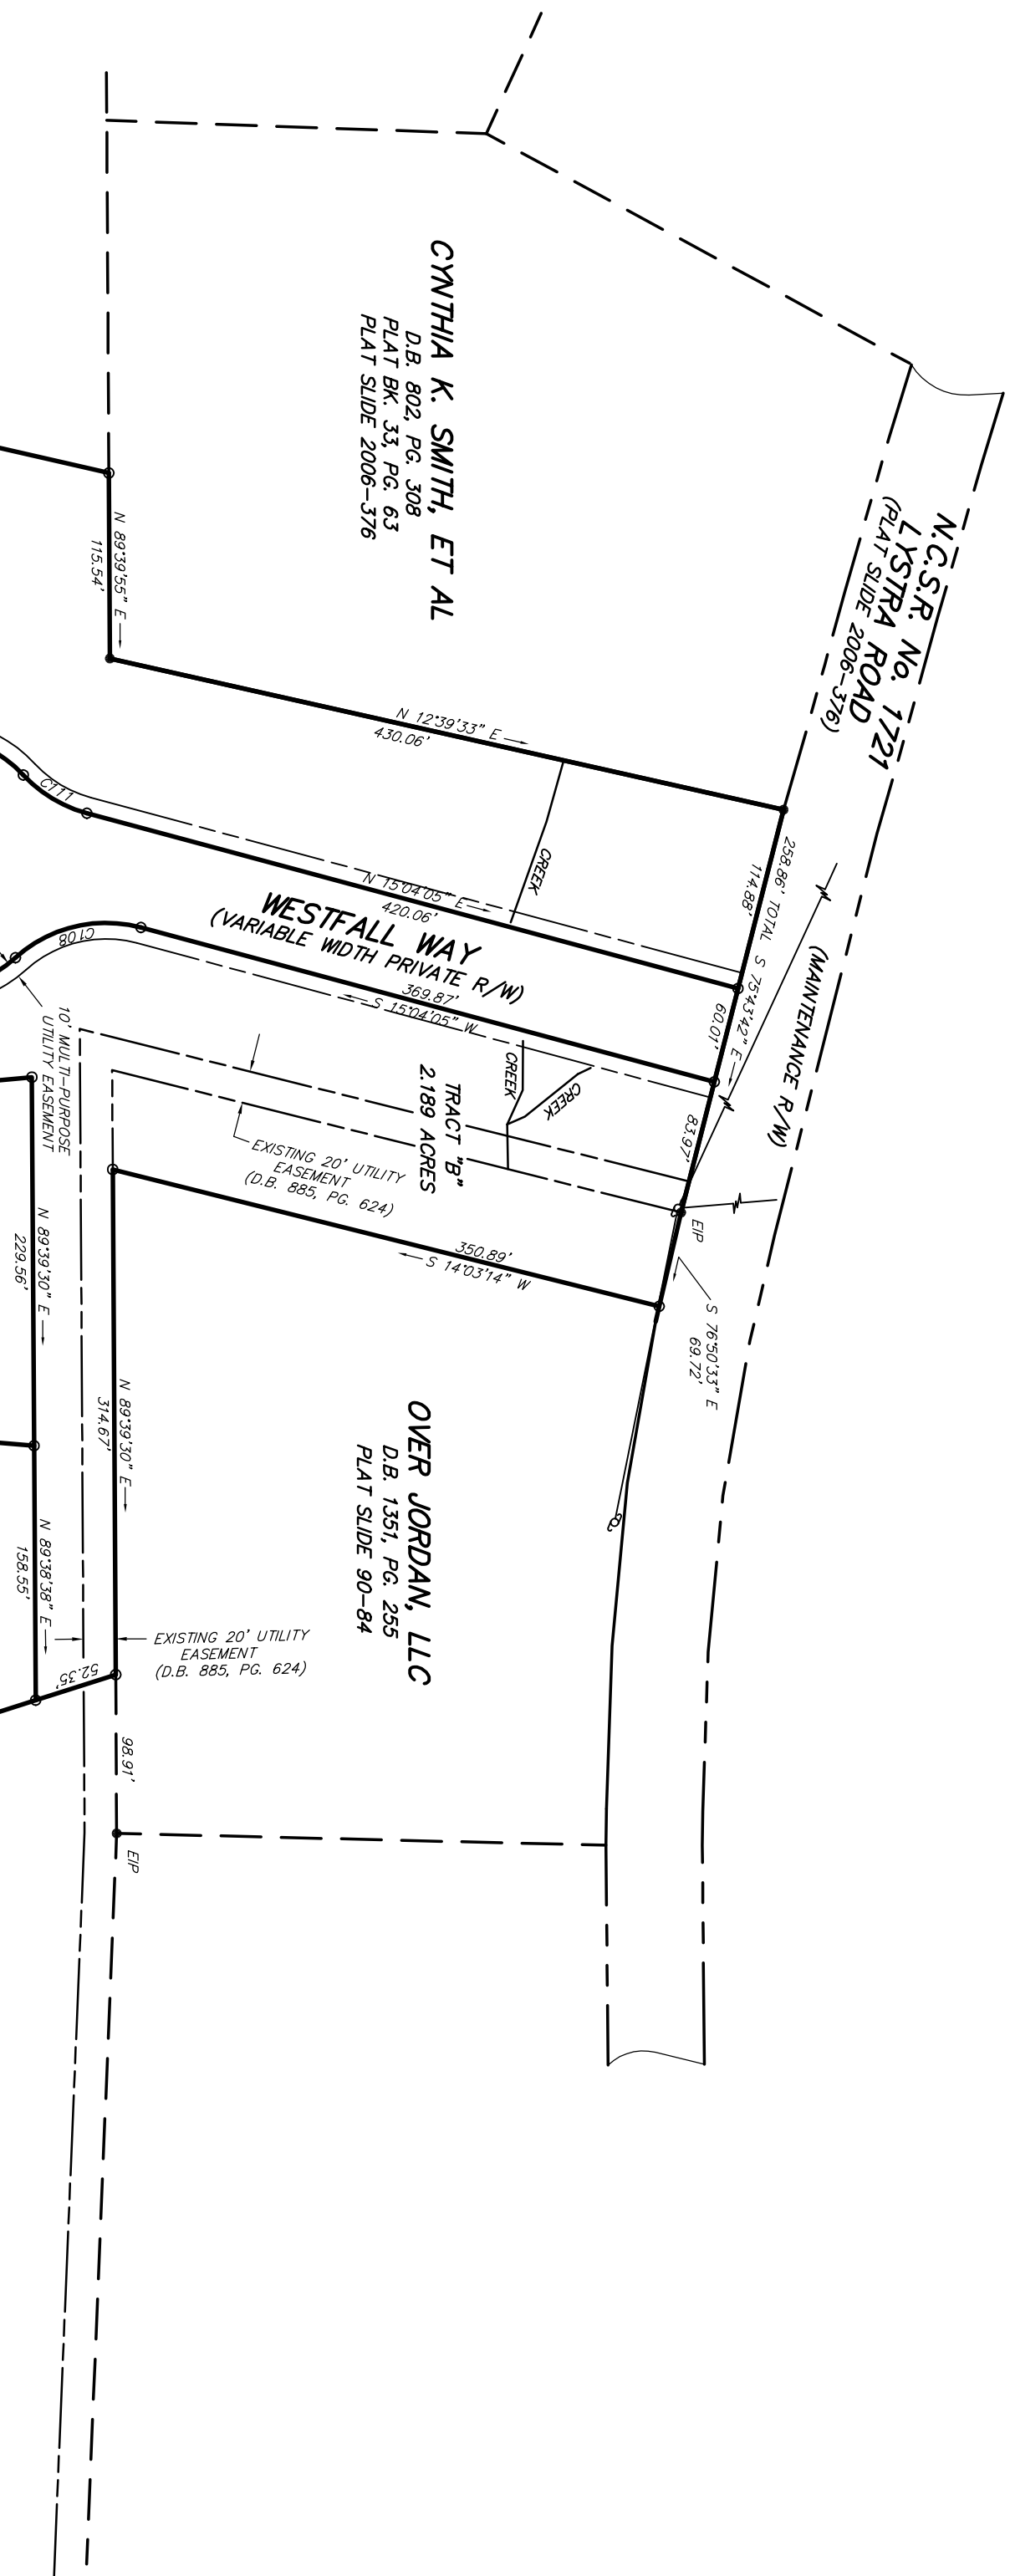 N.C.S.R. No. 1721
LYSTRA ROAD
(PLAT SLIDE 2006-376)
CYNTHIA K. SMITH, ET AL
D.B. 802, PG. 308
PLAT BK. 33, PG. 63
PLAT SLIDE 2006-376
N 89°39'55" E
115.54'
N 12°39'33" E
430.06'
CREEK
258.86' TOTAL S 75°43'42" E
114.88'
60.01'
83.97'
(MAINTENANCE R/W)
C111
N 15°04'05" E
420.06'
WESTFALL WAY
(VARIABLE WIDTH PRIVATE R/W)
369.87'
S 15°04'05" W
C108
10' MULTI-PURPOSE
UTILITY EASEMENT
CREEK
CREEK
TRACT "B"
2.189 ACRES
EXISTING 20' UTILITY
EASEMENT
(D.B. 885, PG. 624)
EIP
S 76°50'33" E
69.72'
350.89'
S 14°03'14" W
N 89°39'30" E
229.56'
N 89°39'30" E
314.67'
OVER JORDAN, LLC
D.B. 1351, PG. 255
PLAT SLIDE 90-84
N 89°38'38" E
158.55'
EXISTING 20' UTILITY
EASEMENT
(D.B. 885, PG. 624)
52.35'
98.91'
EIP